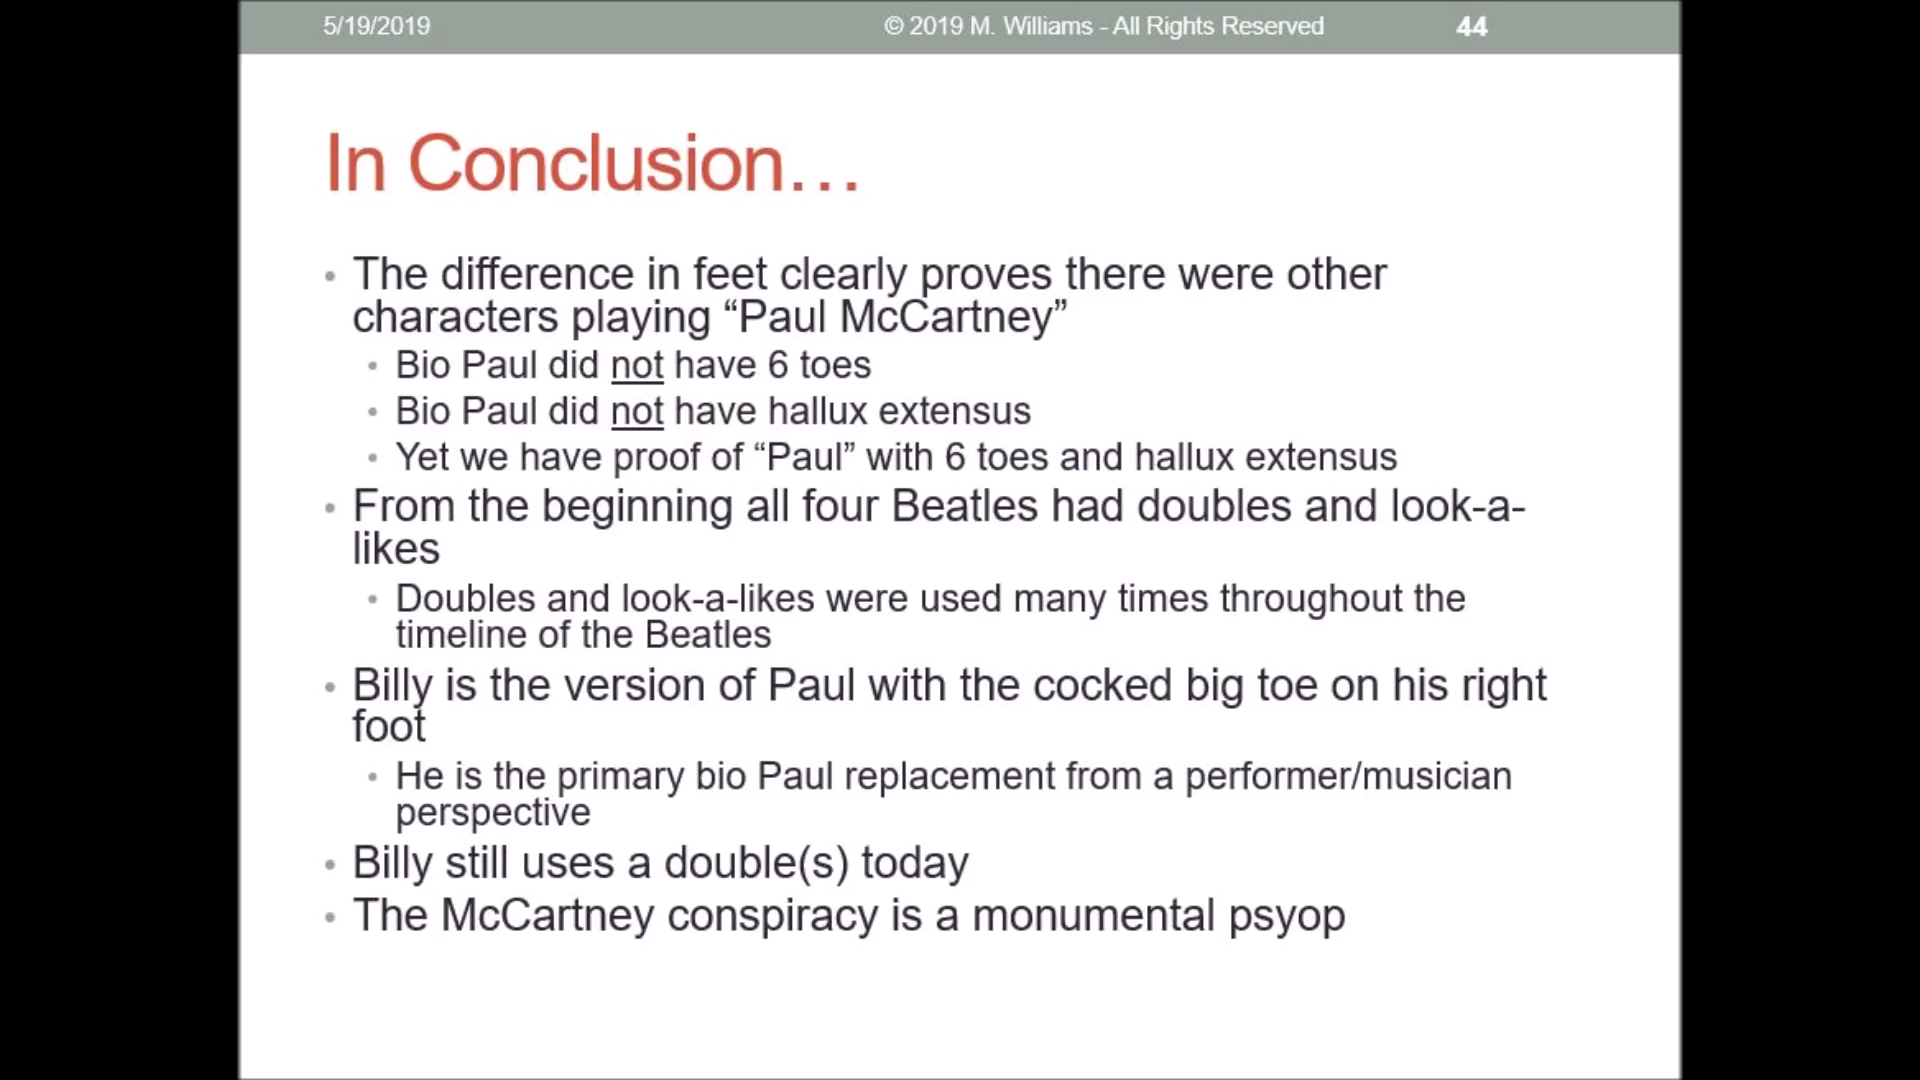 5/19/2019 © 2019 M. Williams - All Rights Reserved 44
In Conclusion…
• The difference in feet clearly proves there were other
characters playing “Paul McCartney”
• Bio Paul did not have 6 toes
• Bio Paul did not have hallux extensus
• Yet we have proof of “Paul” with 6 toes and hallux extensus
• From the beginning all four Beatles had doubles and look-a-
likes
• Doubles and look-a-likes were used many times throughout the
timeline of the Beatles
• Billy is the version of Paul with the cocked big toe on his right
foot
• He is the primary bio Paul replacement from a performer/musician
perspective
• Billy still uses a double(s) today
• The McCartney conspiracy is a monumental psyop